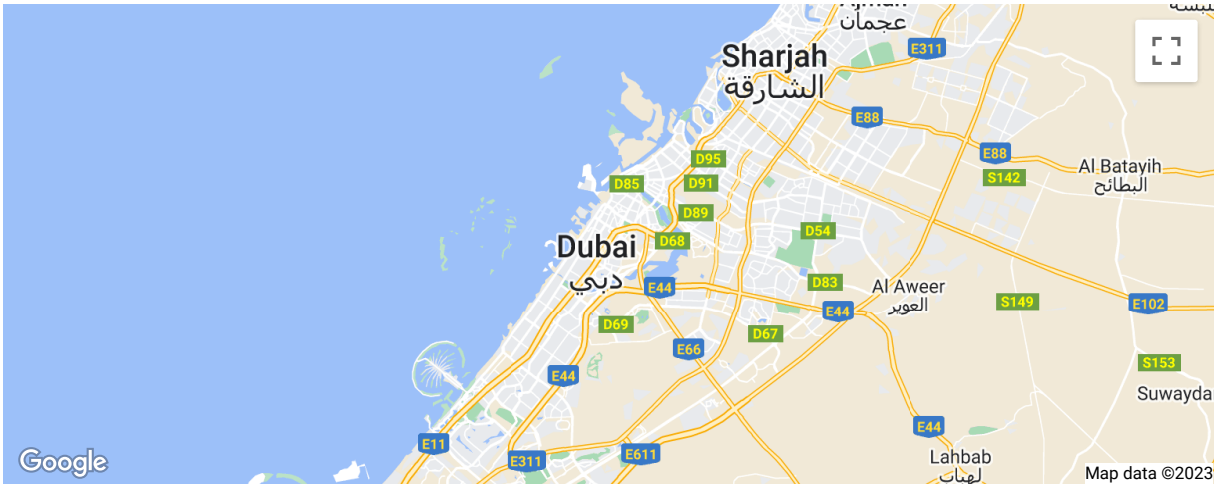 Ajman
عجمان
Sharjah
الشارقة
E311
E88
E88
D95
Al Batayih
البطائح
S142
D85
D91
D89
D54
D68
Dubai
دبي
D83
Al Aweer
العوير
E44
S149
E102
E44
D69
D67
E66
S153
E44
Suwayda
E44
E11
E311
E611
Lahbab
لهباب
Google
Map data ©2023